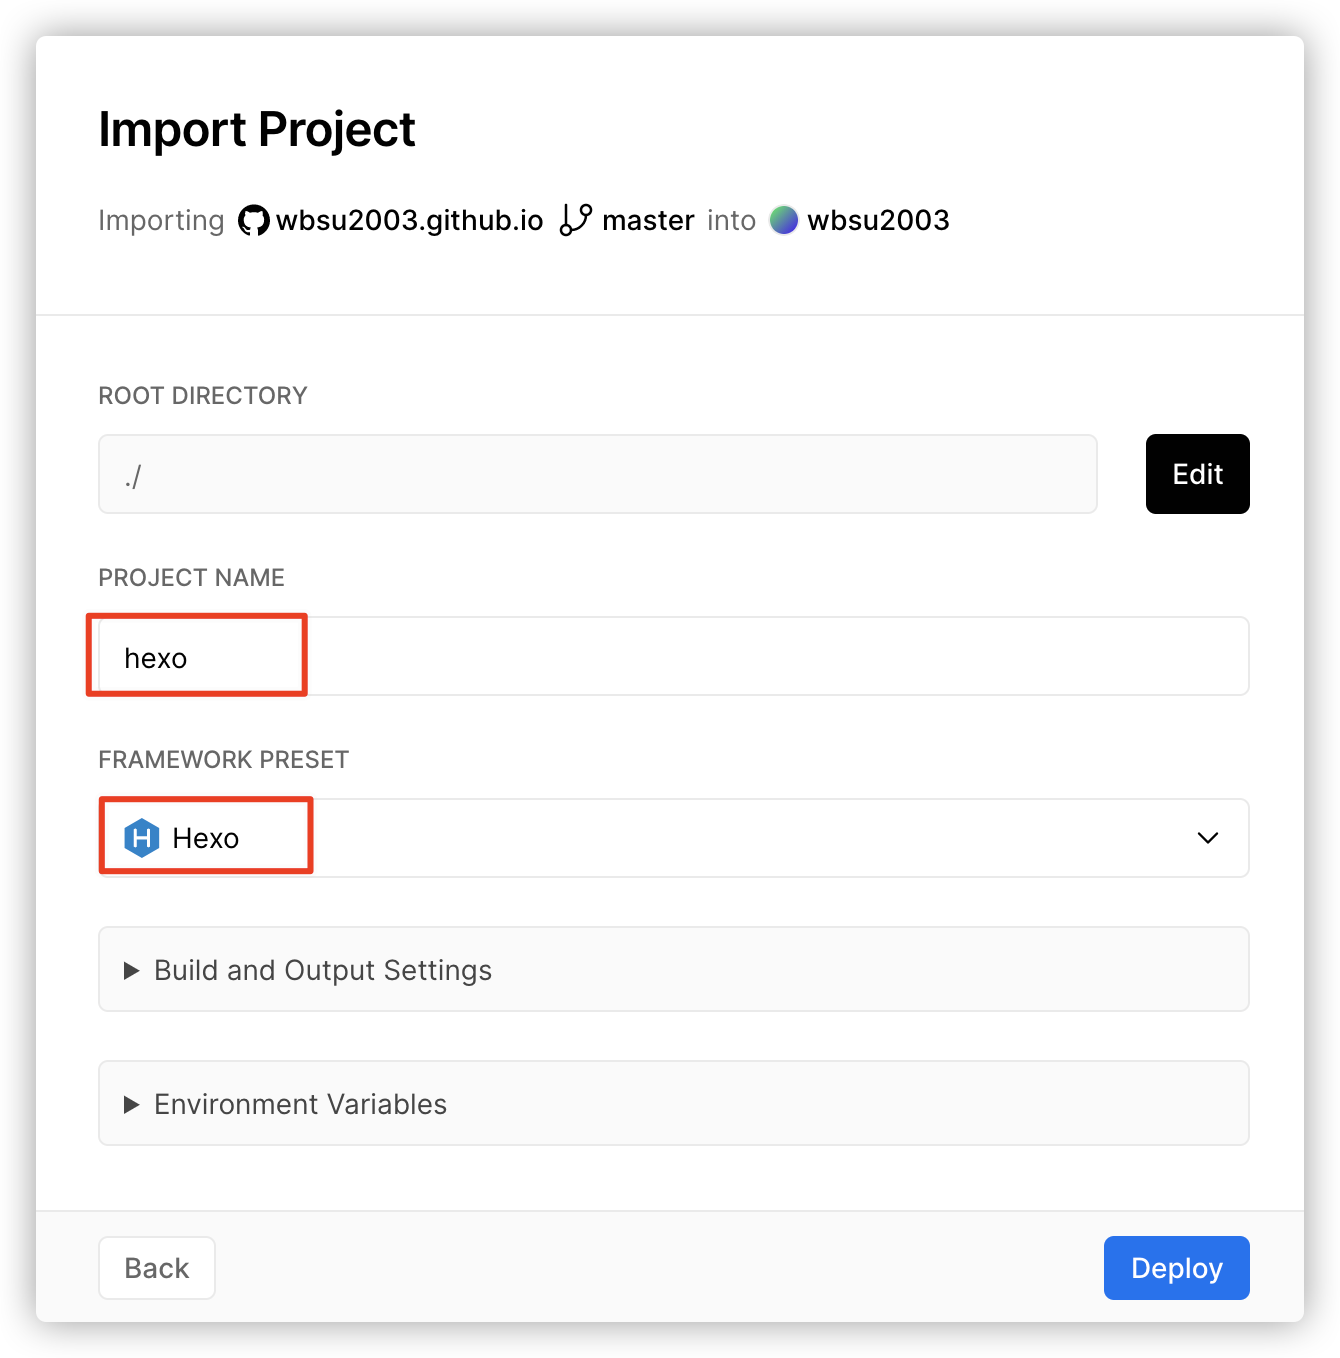 Import Project
Importing wbsu2003.github.io master into wbsu2003
ROOT DIRECTORY
./
Edit
PROJECT NAME
hexo
FRAMEWORK PRESET
H Hexo
Build and Output Settings
Environment Variables
Back
Deploy